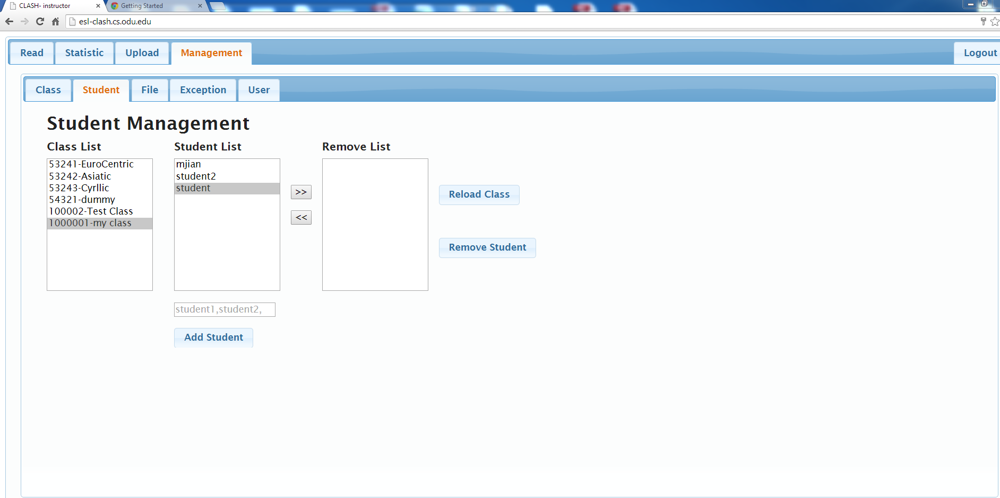 CLASH- instructor
Getting Started
esl-clash.cs.odu.edu
Read Statistic Upload Management Logout
Class Student File Exception User
Student Management
Class List
53241-EuroCentric
53242-Asiatic
53243-Cyrllic
54321-dummy
100002-Test Class
1000001-my class
Student List
mjian
student2
student
student1,student2,
Add Student
>>
<<
Remove List
Reload Class
Remove Student